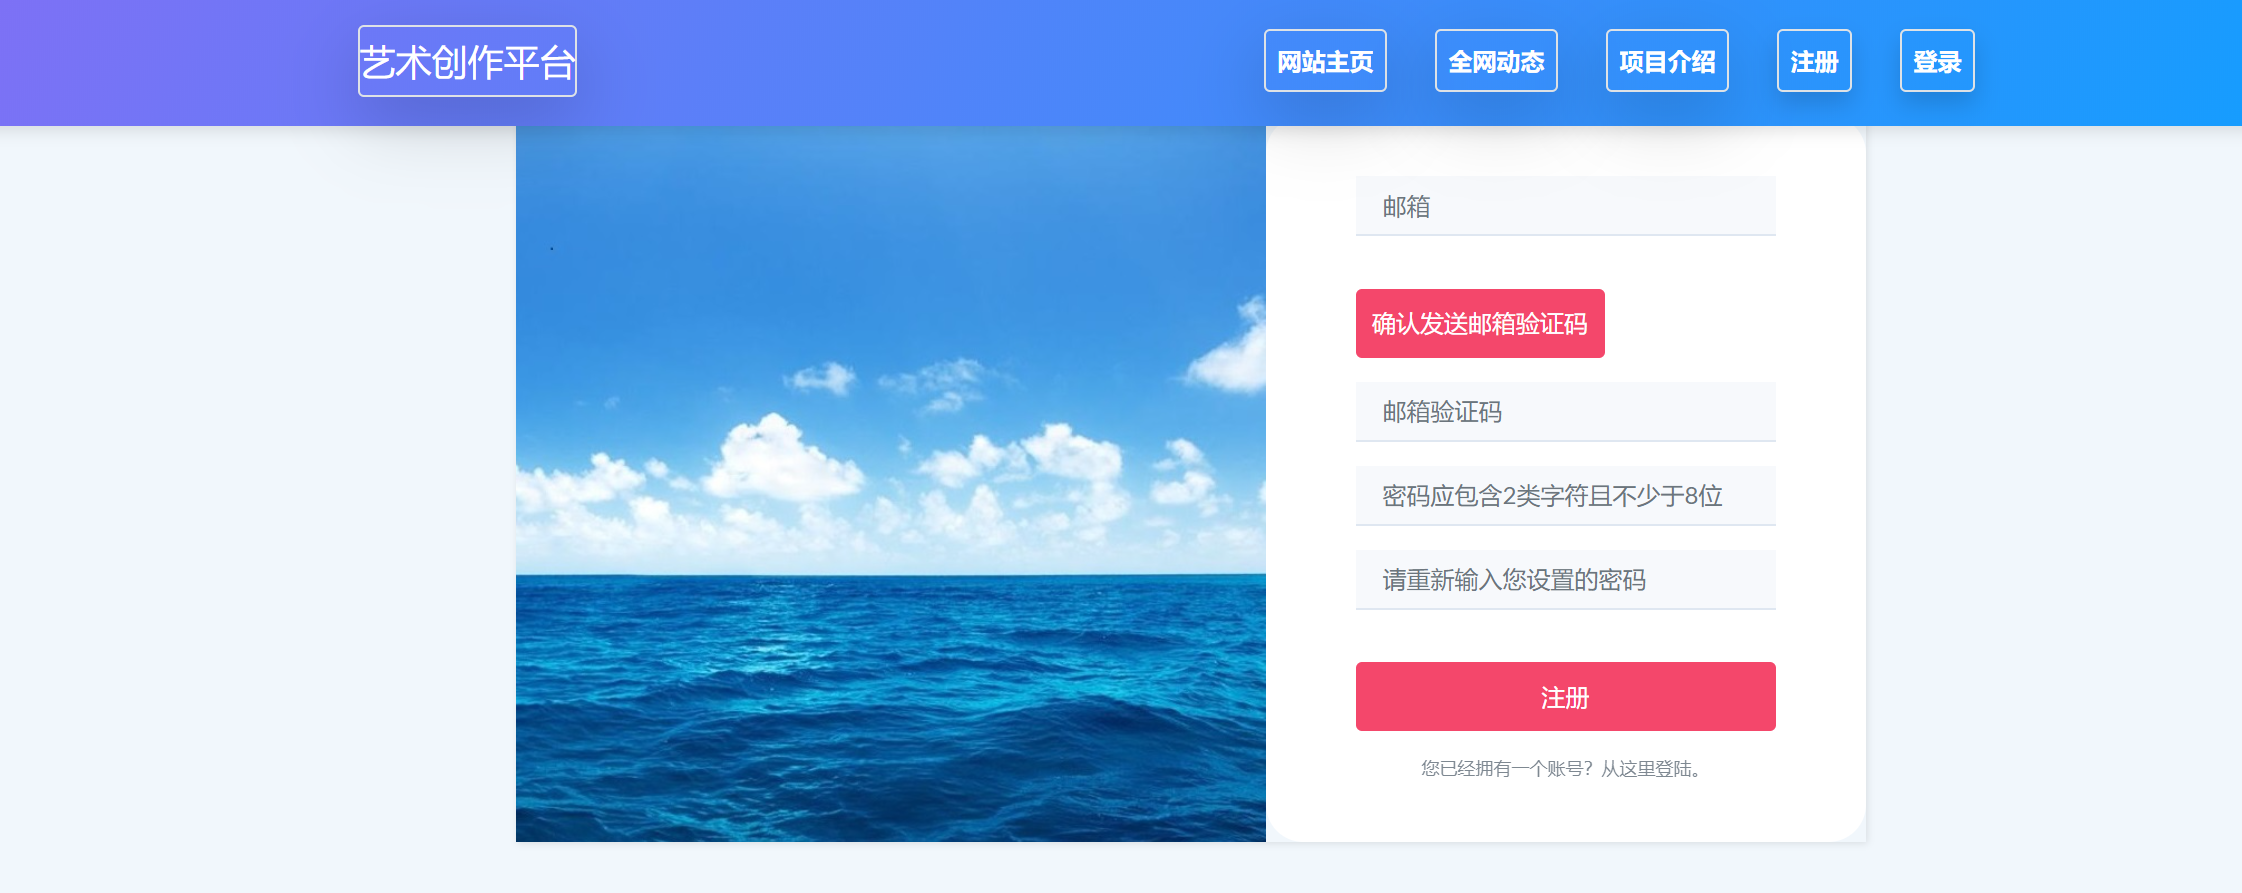 艺术创作平台
网站主页 全网动态 项目介绍 注册 登录
邮箱
确认发送邮箱验证码
邮箱验证码
密码应包含2类字符且不少于8位
请重新输入您设置的密码
注册
您已经拥有一个账号？从这里登陆。